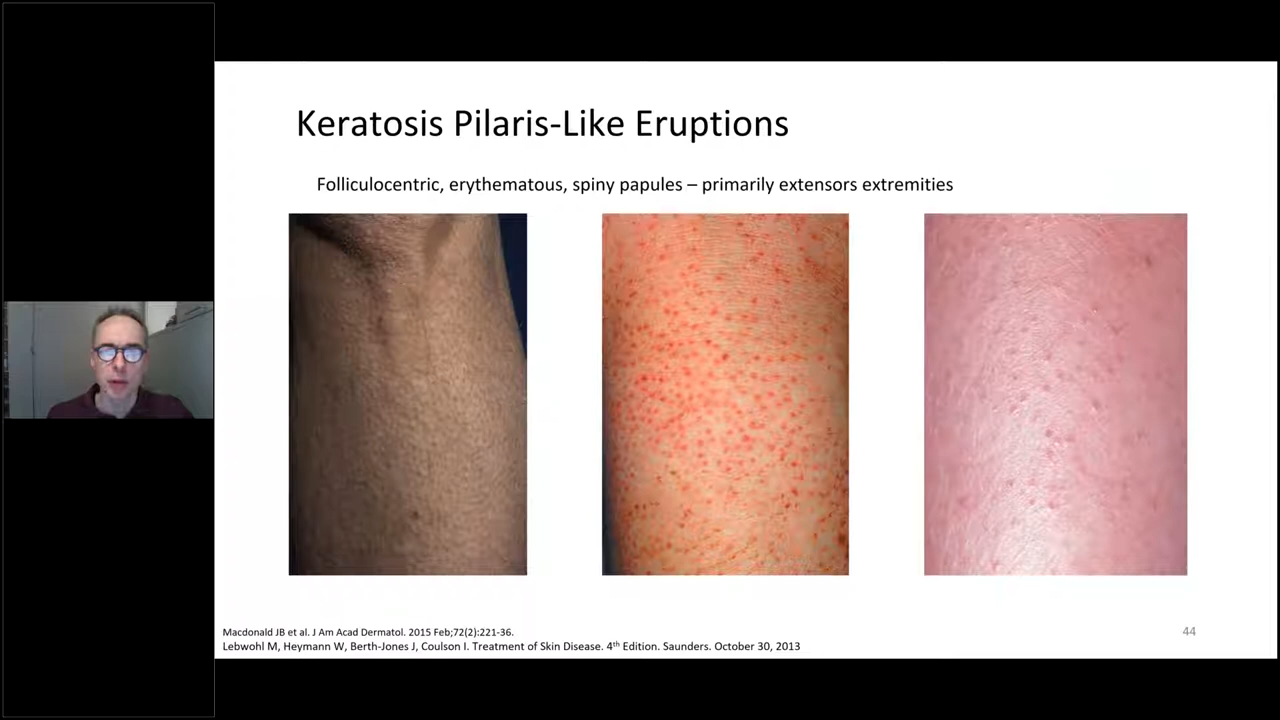 Keratosis Pilaris-Like Eruptions
Folliculocentric, erythematous, spiny papules – primarily extensors extremities
Macdonald JB et al. J Am Acad Dermatol. 2015 Feb;72(2):221-36.
44
Lebwohl M, Heymann W, Berth-Jones J, Coulson I. Treatment of Skin Disease. 4th Edition. Saunders. October 30, 2013